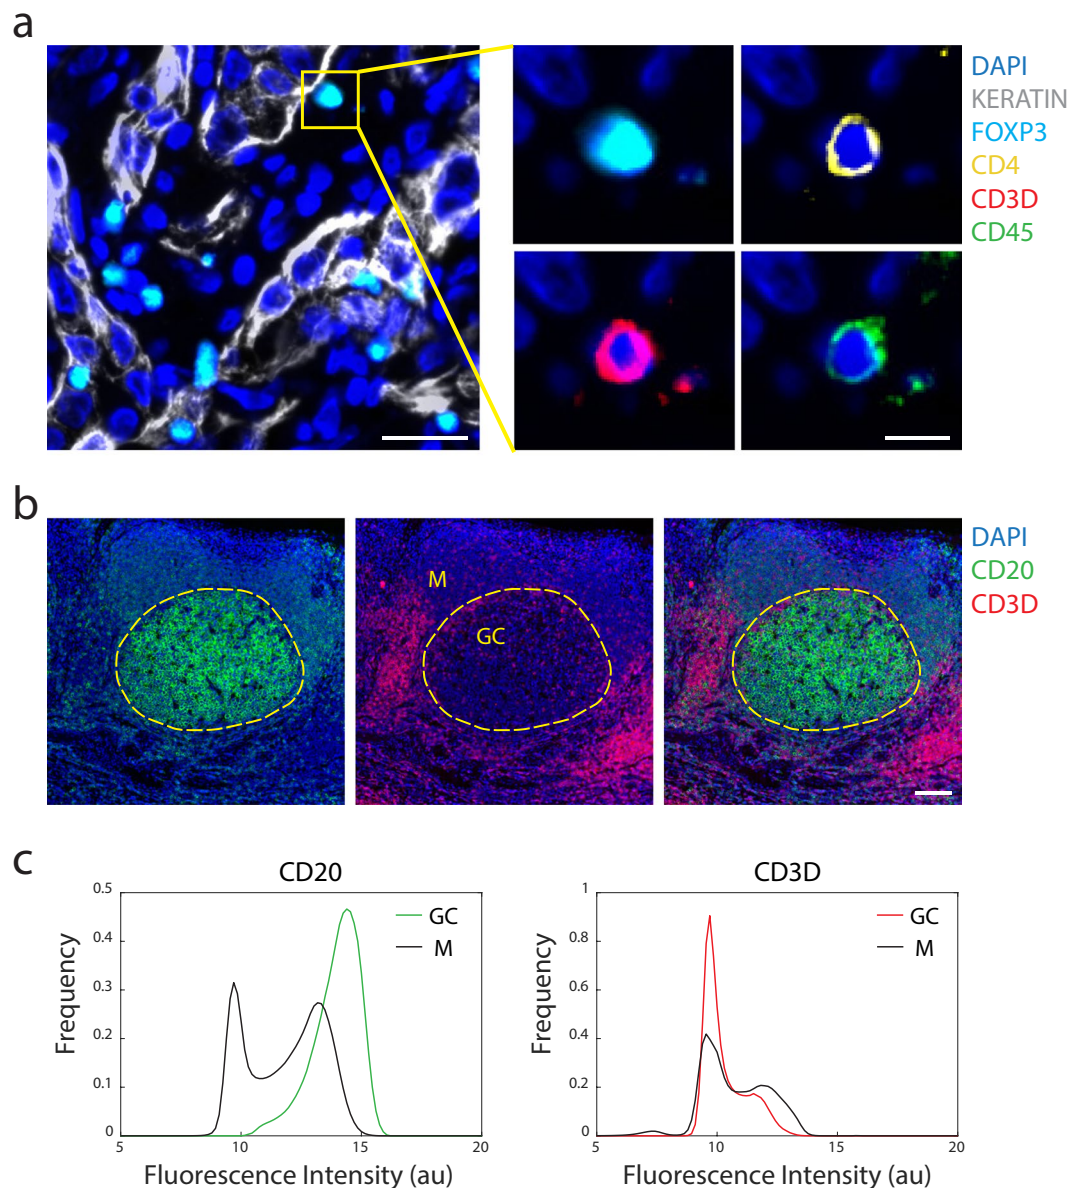 a
DAPI
KERATIN
FOXP3
CD4
CD3D
CD45
b
M
GC
DAPI
CD20
CD3D
c
CD20
0.5
0.4
0.3
0.2
0.1
0
5
10
15
20
Frequency
Fluorescence Intensity (au)
GC
M
CD3D
1
0.8
0.6
0.4
0.2
0
5
10
15
20
Frequency
Fluorescence Intensity (au)
GC
M